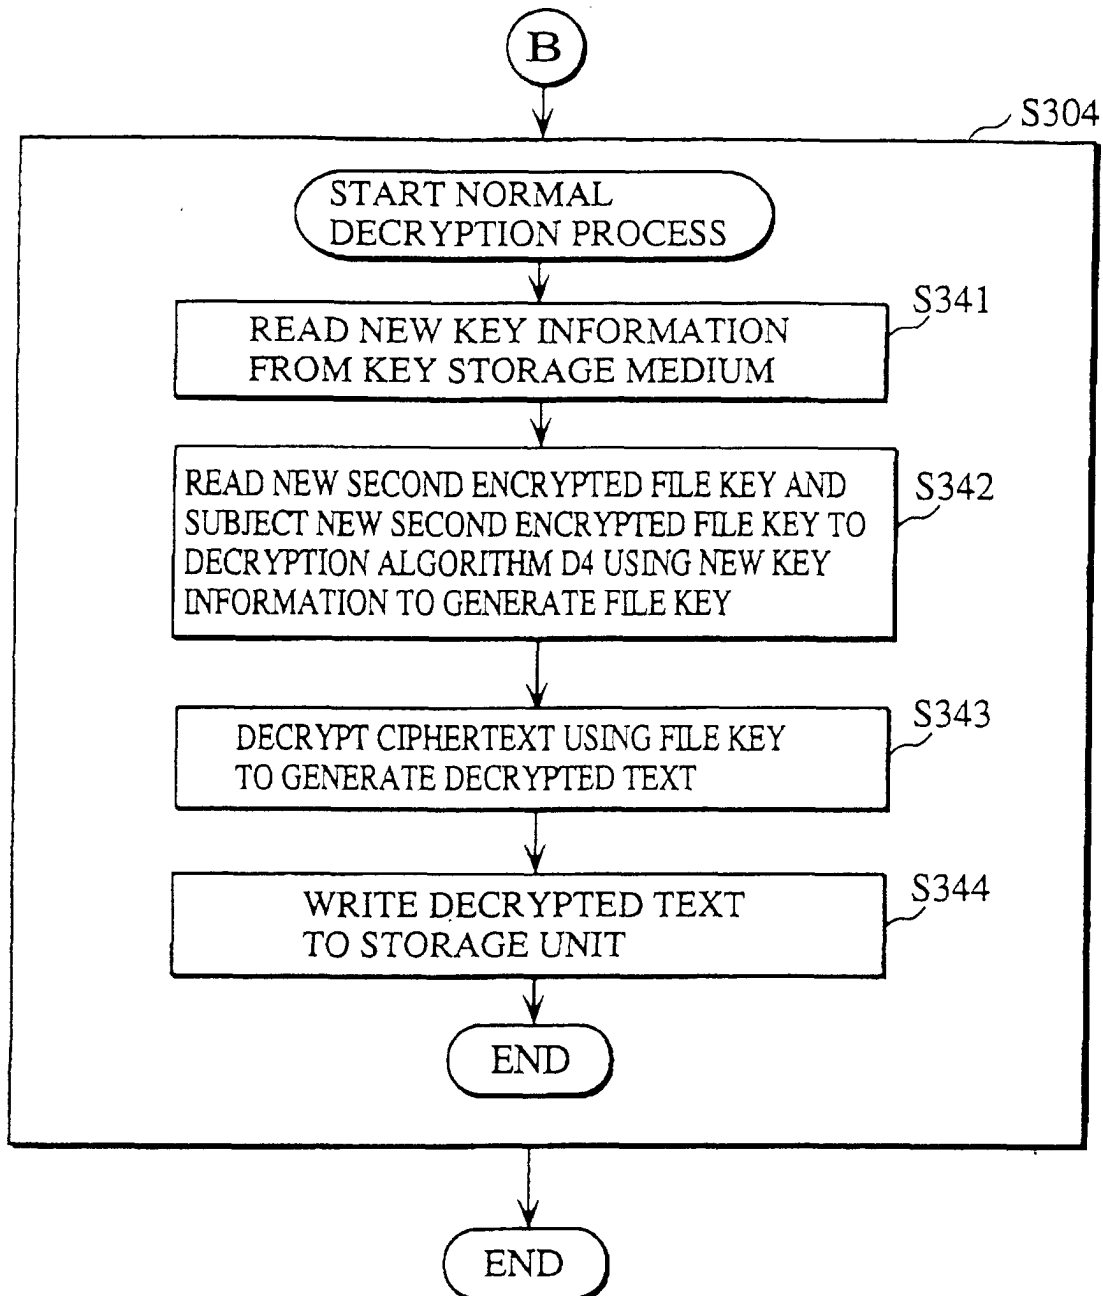 B
S304
START NORMAL
DECRYPTION PROCESS
S341
READ NEW KEY INFORMATION
FROM KEY STORAGE MEDIUM
S342
READ NEW SECOND ENCRYPTED FILE KEY AND
SUBJECT NEW SECOND ENCRYPTED FILE KEY TO
DECRYPTION ALGORITHM D4 USING NEW KEY
INFORMATION TO GENERATE FILE KEY
S343
DECRYPT CIPHERTEXT USING FILE KEY
TO GENERATE DECRYPTED TEXT
S344
WRITE DECRYPTED TEXT
TO STORAGE UNIT
END
END